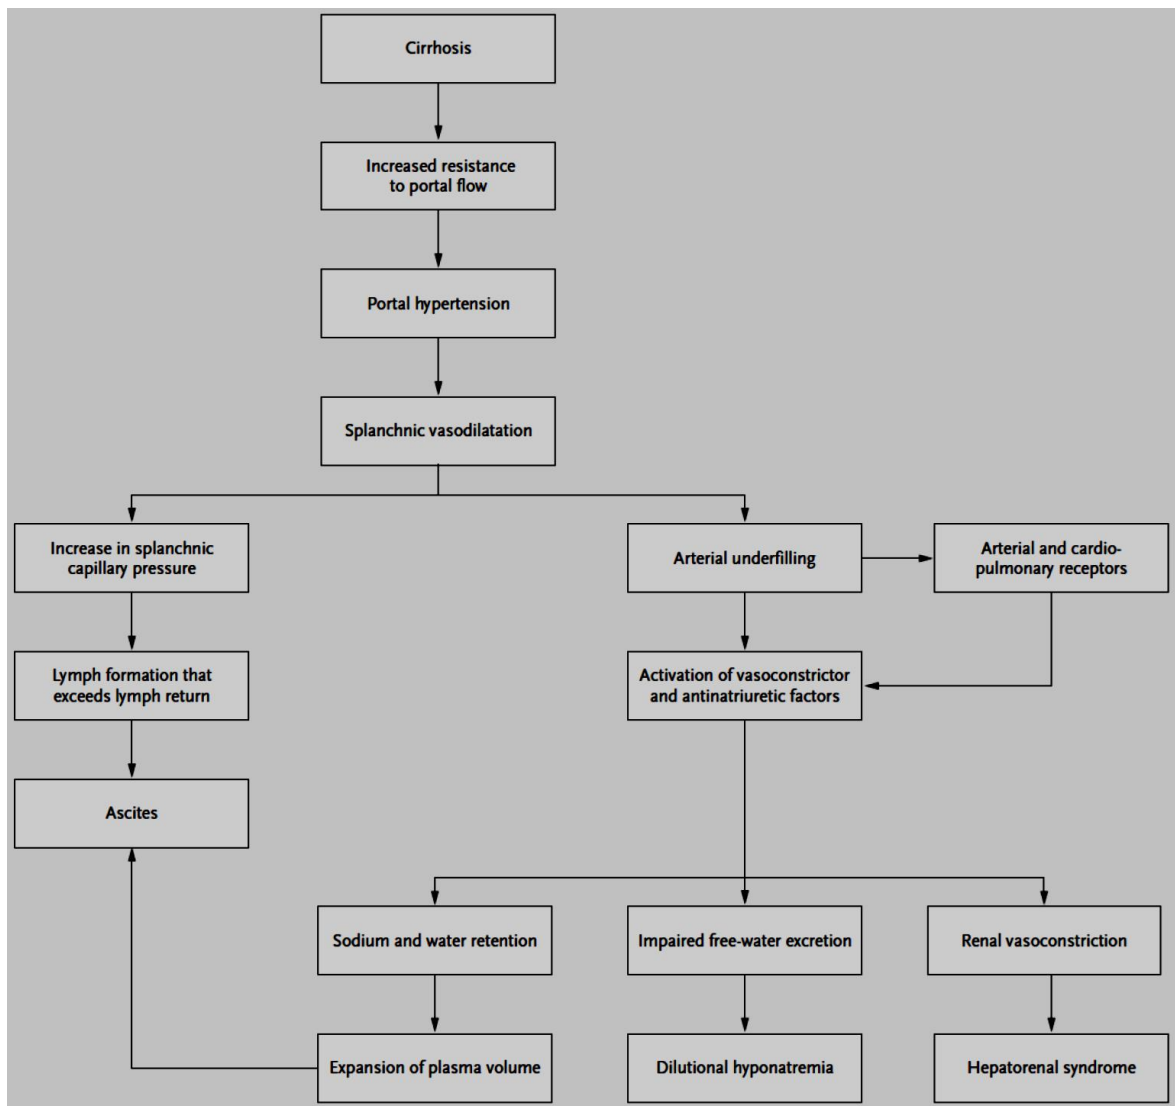 Cirrhosis
Increased resistance
to portal flow
Portal hypertension
Splanchnic vasodilatation
Increase in splanchnic
capillary pressure
Arterial underfilling
Arterial and cardio-
pulmonary receptors
Lymph formation that
exceeds lymph return
Activation of vasoconstrictor
and antinatriuretic factors
Ascites
Sodium and water retention
Impaired free-water excretion
Renal vasoconstriction
Expansion of plasma volume
Dilutional hyponatremia
Hepatorenal syndrome